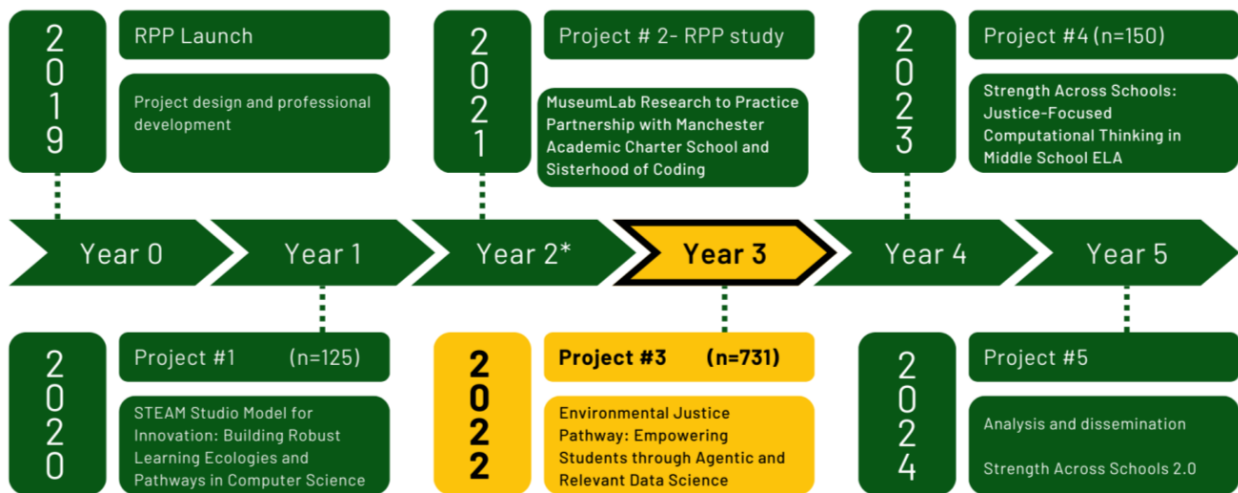 2019
RPP Launch
Project design and professional
development
2021
Project # 2- RPP study
MuseumLab Research to Practice
Partnership with Manchester
Academic Charter School and
Sisterhood of Coding
2023
Project #4 (n=150)
Strength Across Schools:
Justice-Focused
Computational Thinking in
Middle School ELA
Year 0
Year 1
Year 2*
Year 3
Year 4
Year 5
2020
Project #1 (n=125)
STEAM Studio Model for
Innovation: Building Robust
Learning Ecologies and
Pathways in Computer Science
2022
Project #3 (n=731)
Environmental Justice
Pathway: Empowering
Students through Agentic and
Relevant Data Science
2024
Project #5
Analysis and dissemination
Strength Across Schools 2.0